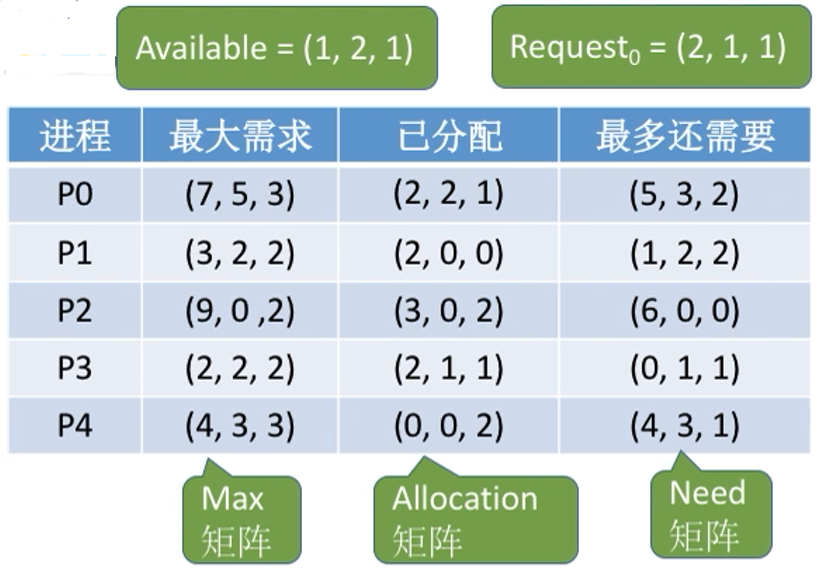 Available = (1, 2, 1)
Request₀ = (2, 1, 1)
进程 最大需求 已分配 最多还需要
P0 (7, 5, 3) (2, 2, 1) (5, 3, 2)
P1 (3, 2, 2) (2, 0, 0) (1, 2, 2)
P2 (9, 0 ,2) (3, 0, 2) (6, 0, 0)
P3 (2, 2, 2) (2, 1, 1) (0, 1, 1)
P4 (4, 3, 3) (0, 0, 2) (4, 3, 1)
Max
矩阵
Allocation
矩阵
Need
矩阵